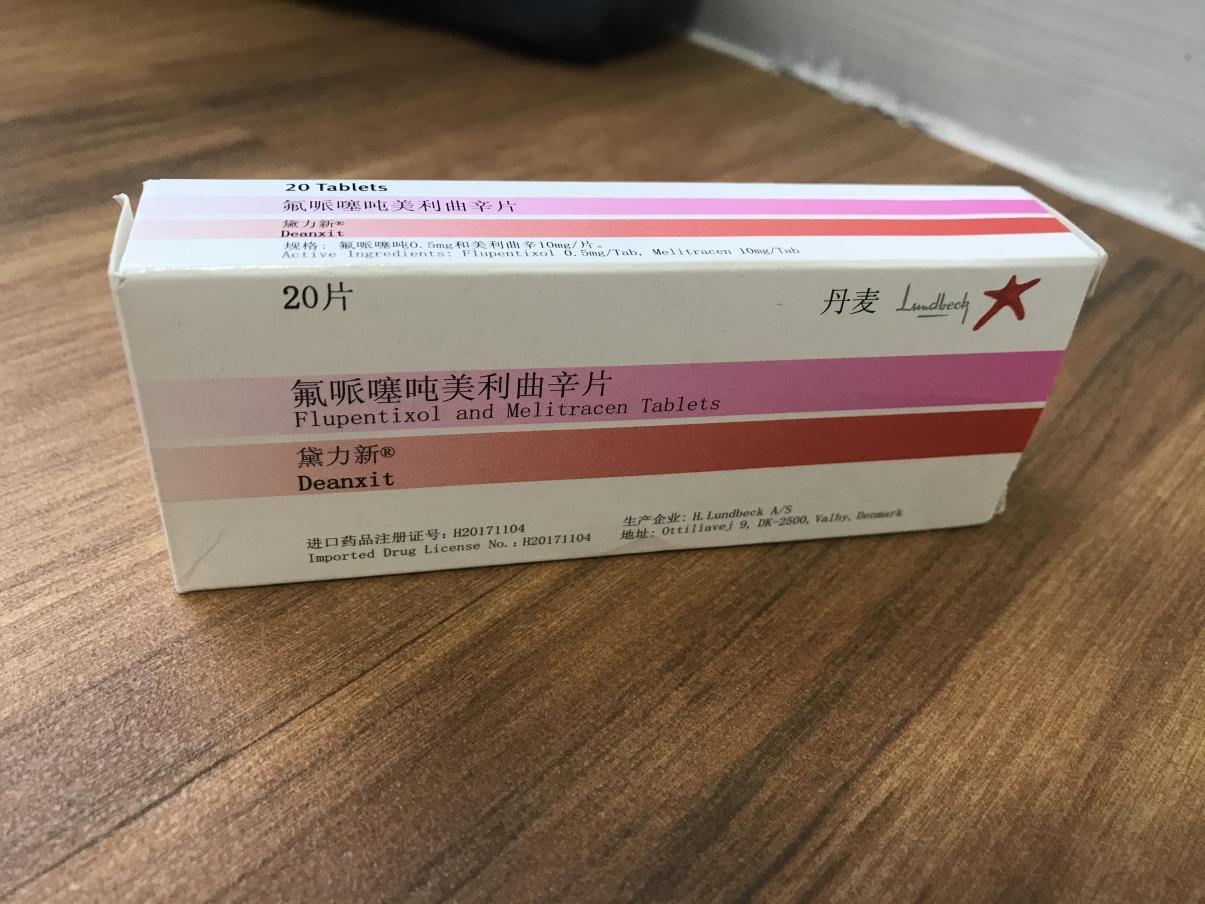 20 Tablets
氟哌噻吨美利曲辛片
黛力新®
Deanxit
规格: 氟哌噻吨0.5mg和美利曲辛10mg/片。
Active Ingredients: Flupentixol 0.5mg/Tab, Melitracen 10mg/Tab
20片
丹麦 Lundbeck
氟哌噻吨美利曲辛片
Flupentixol and Melitracen Tablets
黛力新®
Deanxit
进口药品注册证号: H20171104
Imported Drug License No.: H20171104
生产企业: H.Lundbeck A/S
地址: Ottiliavej 9, DK-2500, Valby, Denmark